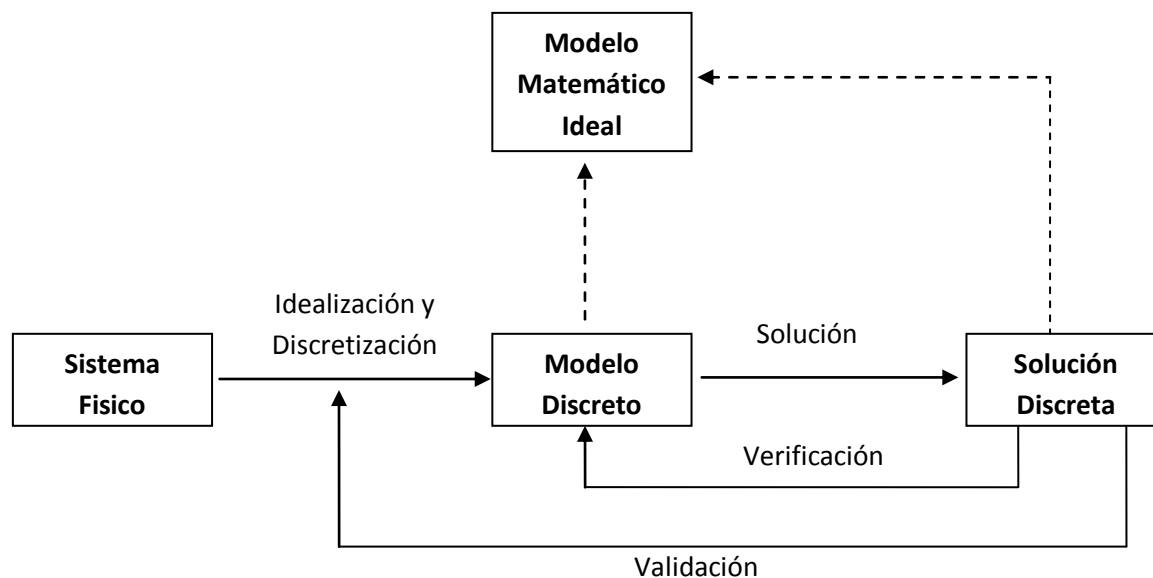 Modelo
Matemático
Ideal
Idealización y
Discretización
Solución
Sistema
Fisico
Modelo
Discreto
Solución
Discreta
Verificación
Validación